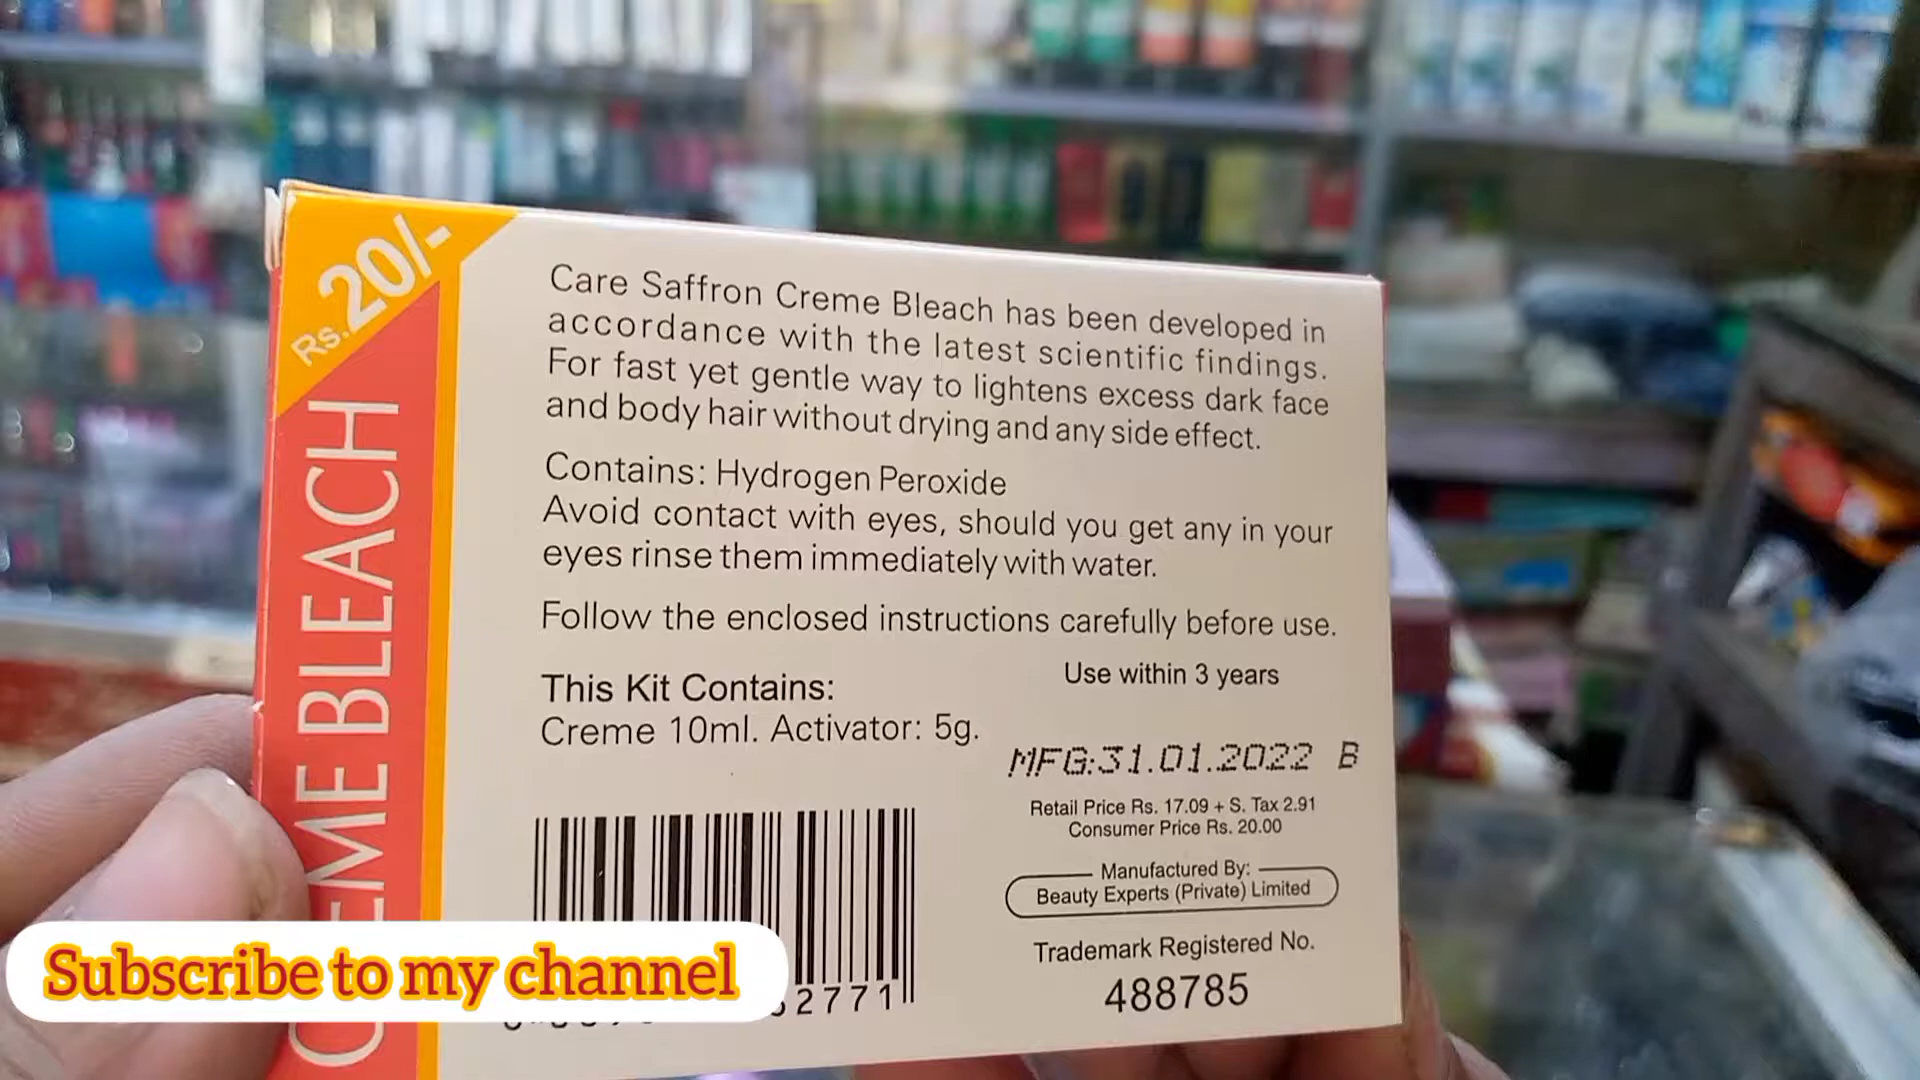 Rs.20/-
CREME BLEACH
Care Saffron Creme Bleach has been developed in
accordance with the latest scientific findings.
For fast yet gentle way to lightens excess dark face
and body hair without drying and any side effect.
Contains: Hydrogen Peroxide
Avoid contact with eyes, should you get any in your
eyes rinse them immediately with water.
Follow the enclosed instructions carefully before use.
Use within 3 years
This Kit Contains:
Creme 10ml. Activator: 5g.
MFG:31.01.2022 B
Retail Price Rs. 17.09 + S. Tax 2.91
Consumer Price Rs. 20.00
Manufactured By:
Beauty Experts (Private) Limited
Trademark Registered No.
488785
2771
Subscribe to my channel